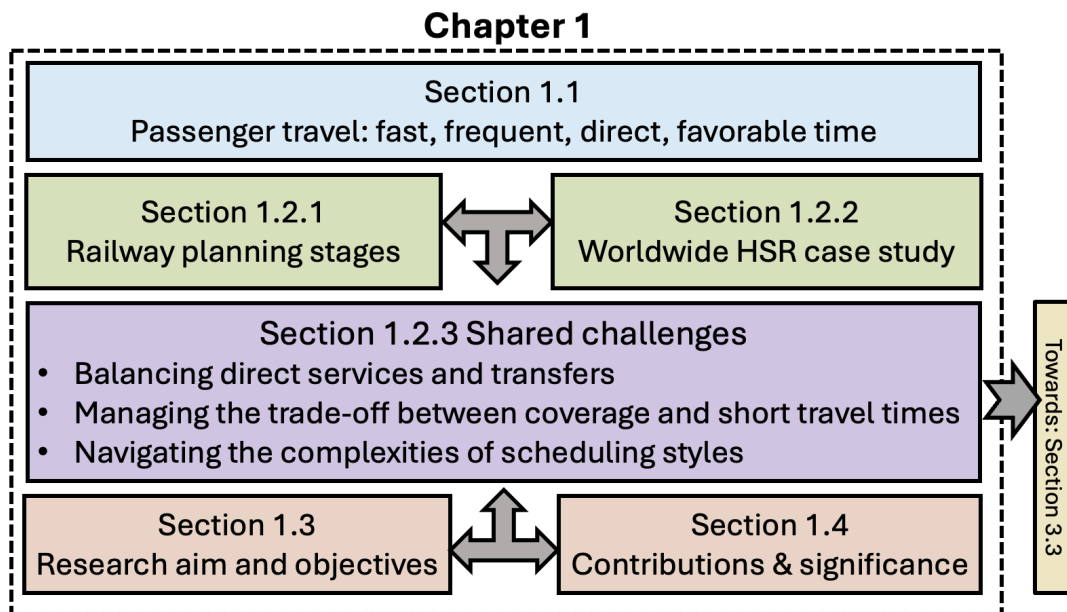 Chapter 1
Section 1.1
Passenger travel: fast, frequent, direct, favorable time
Section 1.2.1
Railway planning stages
Section 1.2.2
Worldwide HSR case study
Section 1.2.3 Shared challenges
• Balancing direct services and transfers
• Managing the trade-off between coverage and short travel times
• Navigating the complexities of scheduling styles
Towards: Section 3.3
Section 1.3
Research aim and objectives
Section 1.4
Contributions & significance